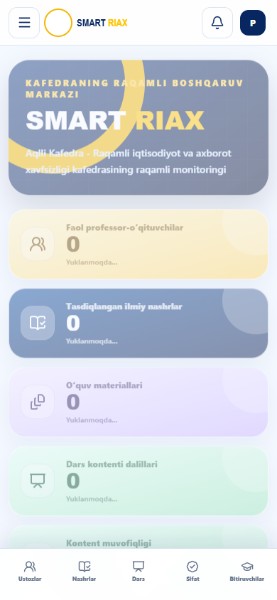 SMART RIAX
P
KAFEDRANING RAQAMLI BOSHQARUV
MARKAZI
SMART RIAX
Aqlli Kafedra - Raqamli iqtisodiyot va axborot
xavfsizligi kafedrasining raqamli monitoringi
Faol professor-o'qituvchilar
0
Yuklanmoqda...
Tasdiqlangan ilmiy nashrlar
0
Yuklanmoqda...
O'quv materiallari
0
Yuklanmoqda...
Dars kontenti dalillari
0
Yuklanmoqda...
Kontent muvofiqligi
Ustozlar
Nashrlar
Dars
Sifat
Bitiruvchilar